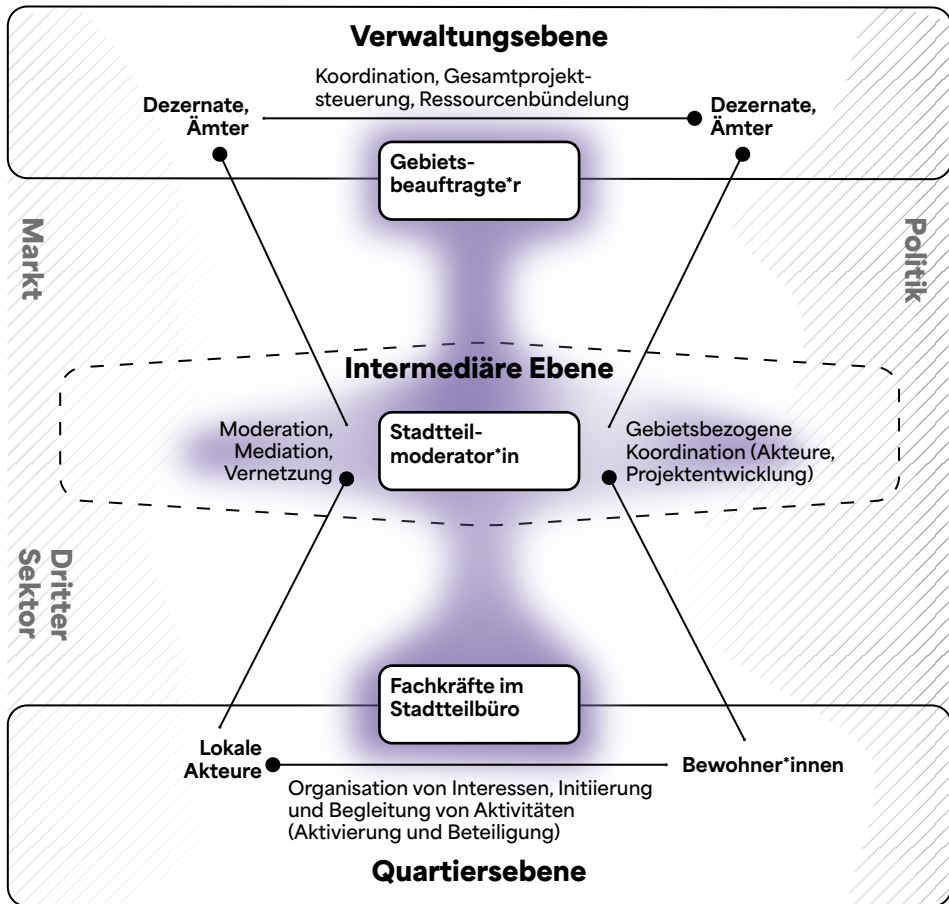 Verwaltungsebene
Koordination, Gesamtprojekt-
steuerung, Ressourcenbündelung
Dezernate,
Ämter
Dezernate,
Ämter
Gebiets-
beauftragte*r
Markt
Politik
Intermediäre Ebene
Moderation,
Mediation,
Vernetzung
Stadtteil-
moderator*in
Gebietsbezogene
Koordination (Akteure,
Projektentwicklung)
Dritter
Sektor
Fachkräfte im
Stadtteilbüro
Lokale
Akteure
Bewohner*innen
Organisation von Interessen, Initiierung
und Begleitung von Aktivitäten
(Aktivierung und Beteiligung)
Quartiersebene